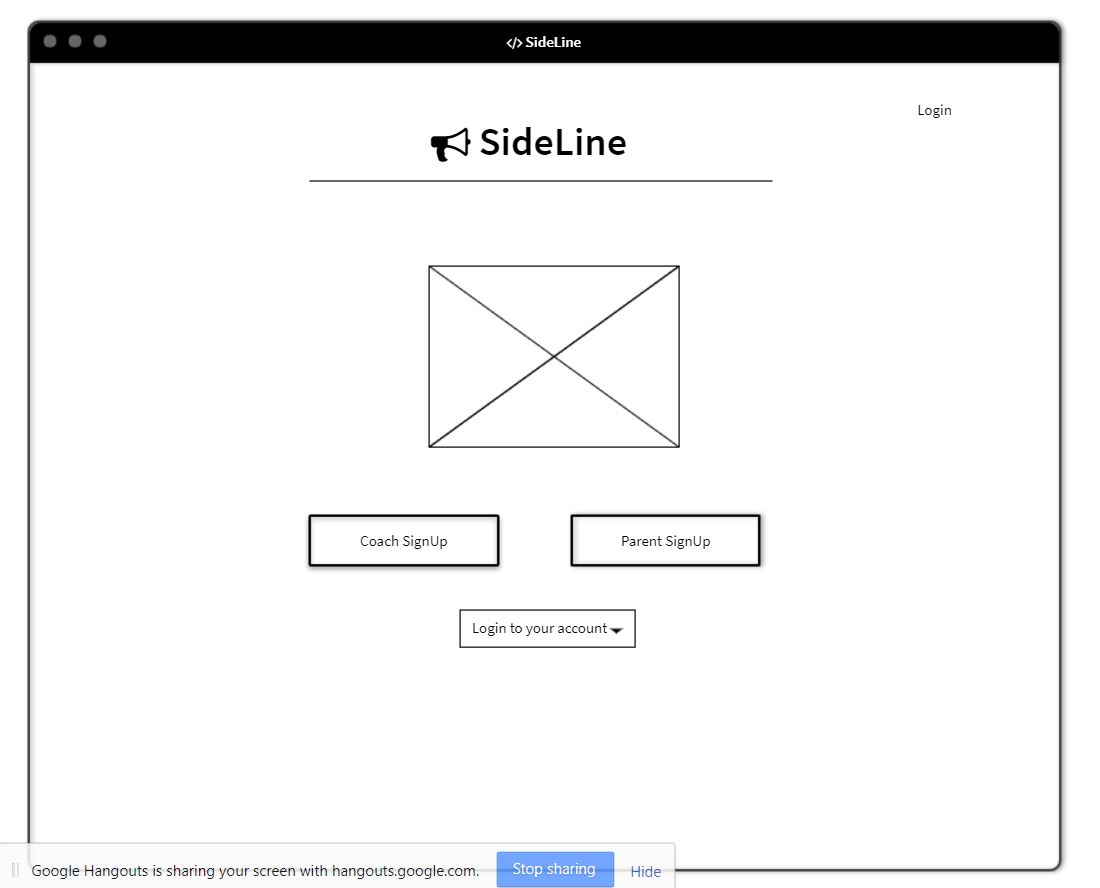 </> SideLine
Login
SideLine
Coach SignUp
Parent SignUp
Login to your account
Google Hangouts is sharing your screen with hangouts.google.com.
Stop sharing
Hide